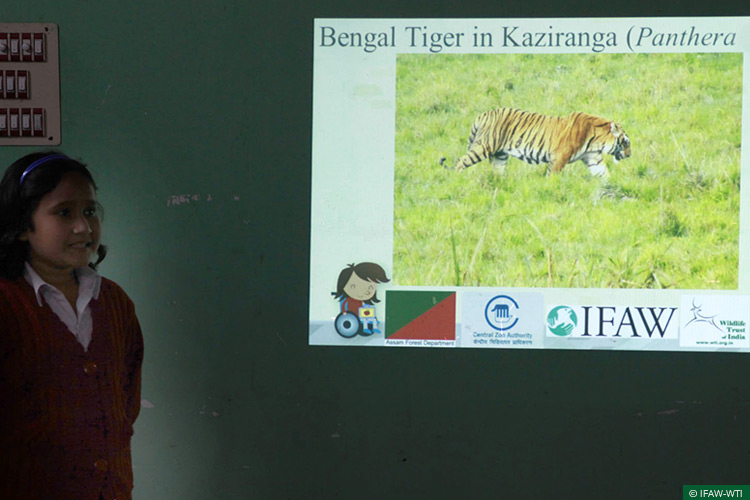 Bengal Tiger in Kaziranga (Panthera
Assam Forest Department
Central Zoo Authority
केन्द्रीय चिड़ियाघर प्राधिकरण
IFAW
Wildlife
Trust
of India
www.wti.org.in
© IFAW-WTI